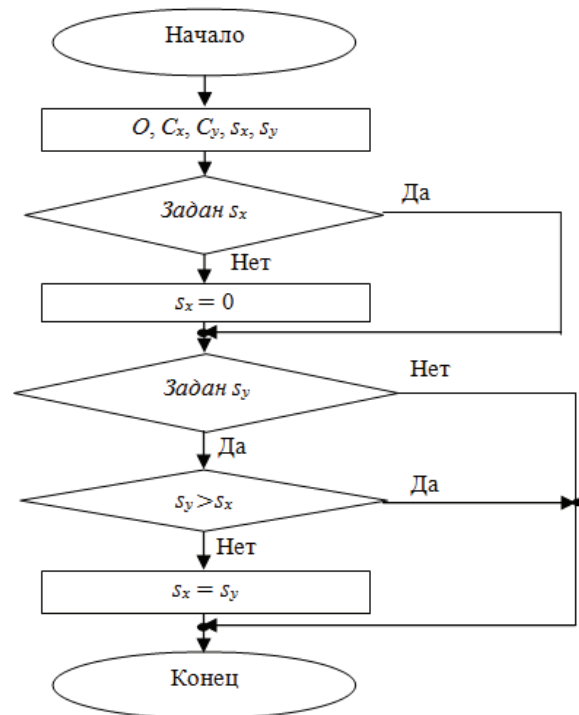 Начало
O, Cx, Cy, sx, sy
Задан sx
Да
Нет
sx = 0
Задан sy
Нет
Да
sy>sx
Да
Нет
sx = sy
Конец